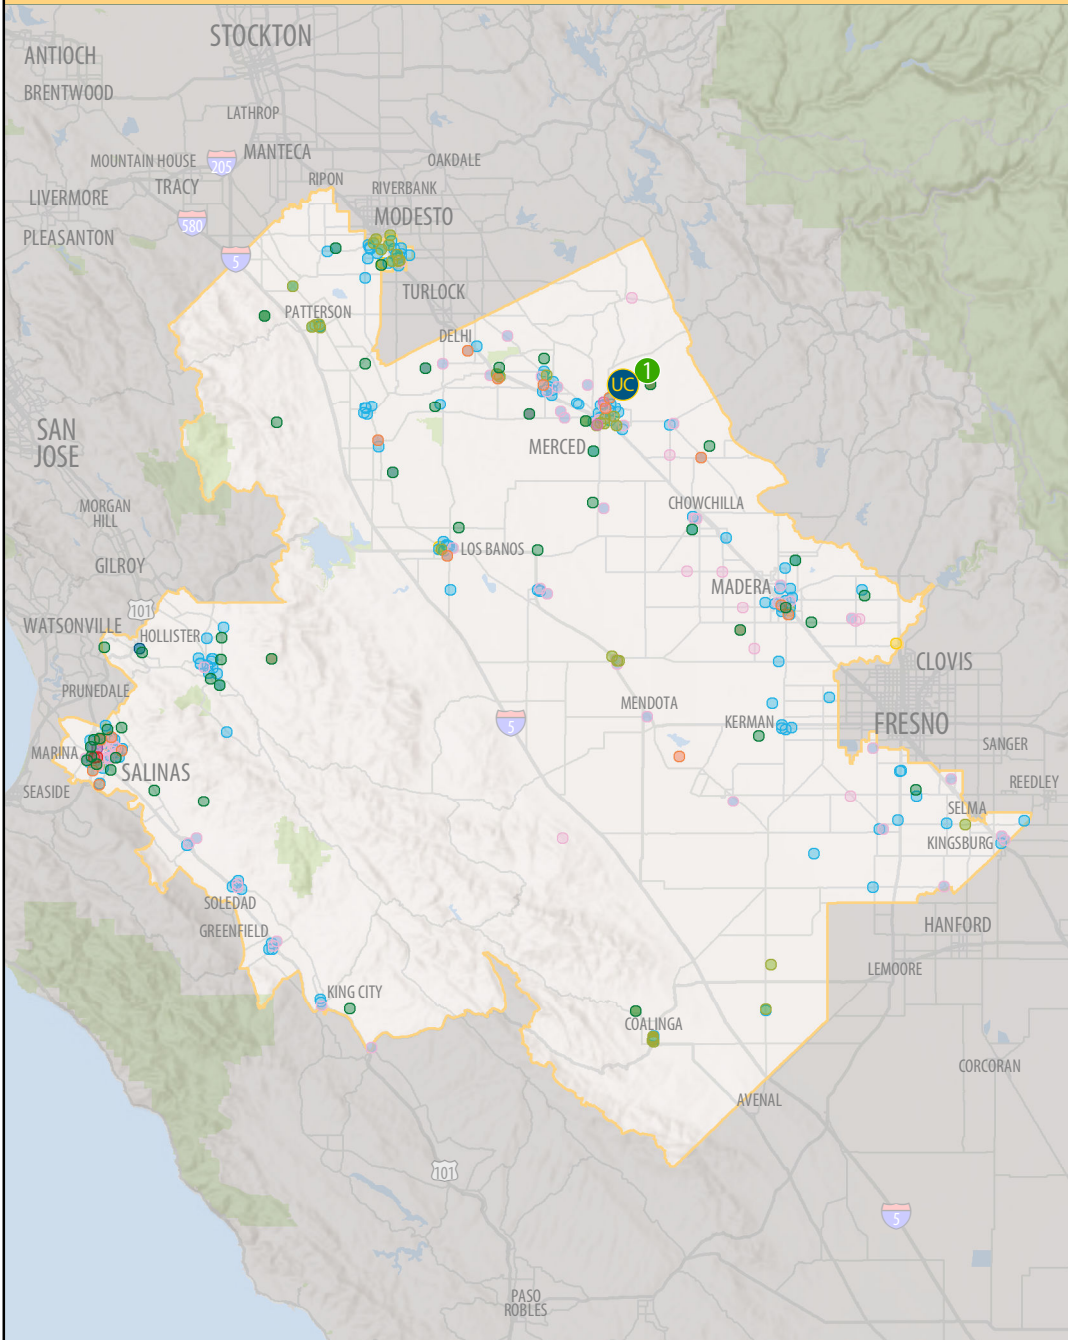 STOCKTON
ANTIOCH
BRENTWOOD
LATHROP
MOUNTAIN HOUSE
205
MANTECA
OAKDALE
TRACY
RIPON
RIVERBANK
LIVERMORE
580
MODESTO
PLEASANTON
5
TURLOCK
PATTERSON
DELHI
1
UC
SAN
JOSE
MERCED
MORGAN
HILL
CHOWCHILLA
LOS BANOS
GILROY
MADERA
101
WATSONVILLE
HOLLISTER
CLOVIS
PRUNEDALE
MENDOTA
5
KERMAN
FRESNO
MARINA
SALINAS
SANGER
SEASIDE
REEDLEY
SELMA
KINGSBURG
SOLEDAD
GREENFIELD
HANFORD
LEMOORE
KING CITY
COALINGA
CORCORAN
AVENAL
101
5
PASO
ROBLES